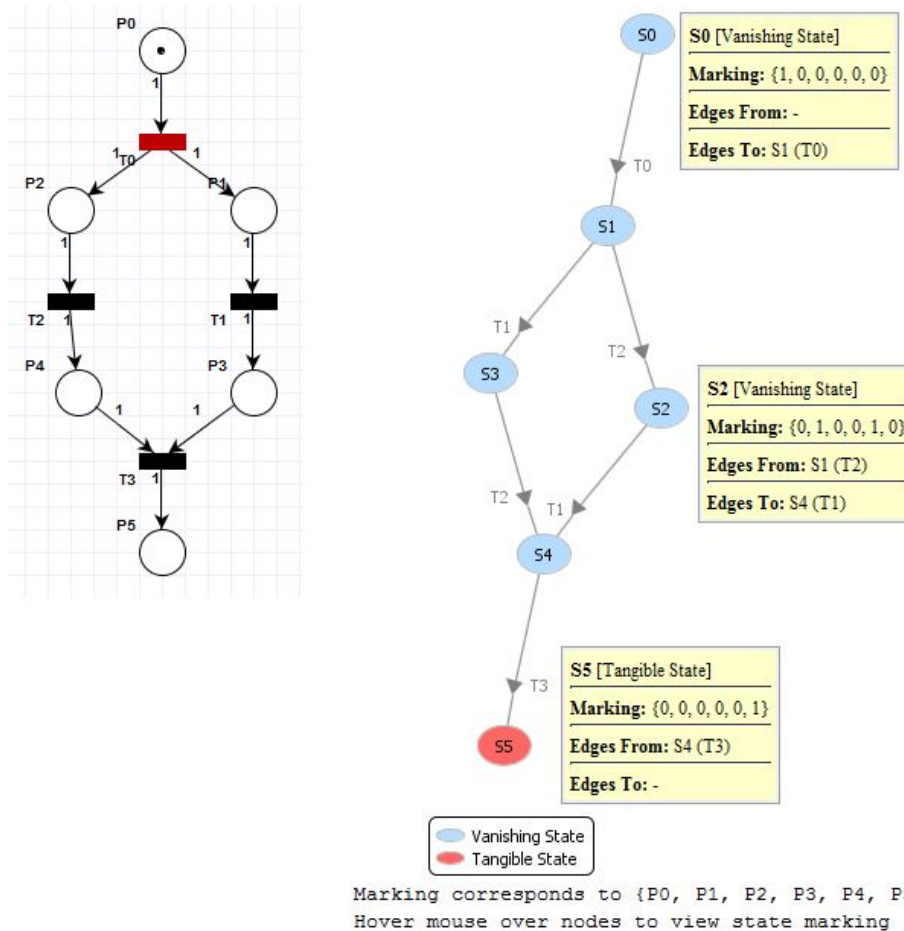 P0
1
1
T0
1
P2
P1
1
1
T2
1
T1
1
P4
P3
1
1
T3
1
P5
S0
S0 [Vanishing State]
Marking: {1, 0, 0, 0, 0, 0}
Edges From: -
Edges To: S1 (T0)
T0
S1
T1
T2
S3
S2
S2 [Vanishing State]
Marking: {0, 1, 0, 0, 1, 0}
Edges From: S1 (T2)
Edges To: S4 (T1)
T2
T1
S4
T3
S5
S5 [Tangible State]
Marking: {0, 0, 0, 0, 0, 1}
Edges From: S4 (T3)
Edges To: -
Vanishing State
Tangible State
Marking corresponds to {P0, P1, P2, P3, P4,
Hover mouse over nodes to view state marking